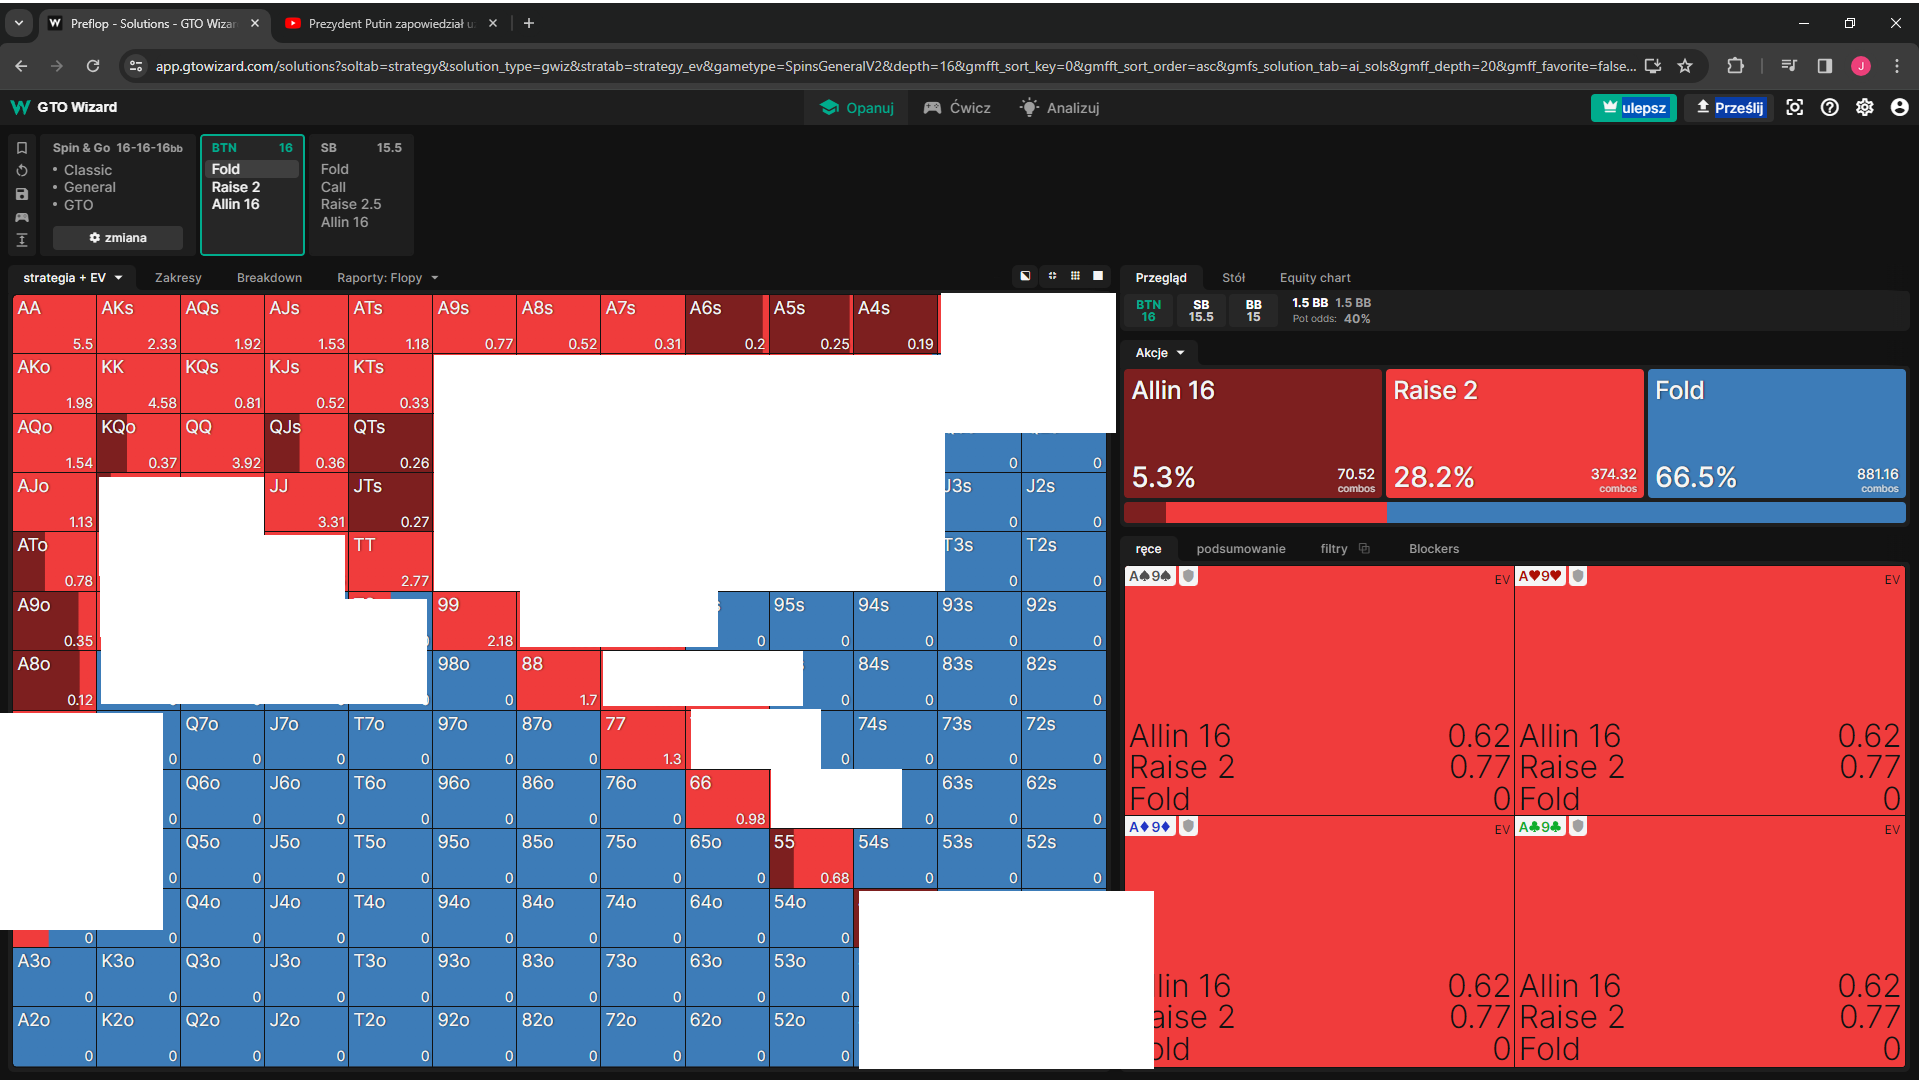 Preflop - Solutions - GTO Wizar
Prezydent Putin zapowiedział u
app.gtowizard.com/solutions?soltab=strategy&solution_type=gwiz&stratab=strategy_ev&gametype=SpinsGeneralV2&depth=16&gmfft_sort_key=0&gmfft_sort_order=asc&gmfs_solution_tab=ai_sols&gmff_depth=20&gmff_favorite=false...
J
GTO Wizard
Opanuj
Ćwicz
Analizuj
ulepsz
Prześlij
Spin & Go 16-16-16bb
• Classic
• General
• GTO
zmiana
BTN 16
Fold
Raise 2
Allin 16
SB 15.5
Fold
Call
Raise 2.5
Allin 16
strategia + EV
Zakresy
Breakdown
Raporty: Flopy
AA AKs AQs AJs ATs A9s A8s A7s A6s A5s A4s
5.5 2.33 1.92 1.53 1.18 0.77 0.52 0.31 0.2 0.25 0.19
AKo KK KQs KJs KTs
1.98 4.58 0.81 0.52 0.33
AQo KQo QQ QJs QTs
1.54 0.37 3.92 0.36 0.26 0 0
AJo JJ JTs J3s J2s
1.13 3.31 0.27 0 0
ATo TT T3s T2s
0.78 2.77 0 0
A9o 99 95s 94s 93s 92s
0.35 2.18 0 0 0 0 0
A8o 98o 88 84s 83s 82s
0.12 0 1.7 0 0 0 0
Q7o J7o T7o 97o 87o 77 74s 73s 72s
0 0 0 0 0 0 1.3 0 0 0 0
Q6o J6o T6o 96o 86o 76o 66 63s 62s
0 0 0 0 0 0 0 0.98 0 0 0
Q5o J5o T5o 95o 85o 75o 65o 55 54s 53s 52s
0 0 0 0 0 0 0 0 0.68 0 0 0
Q4o J4o T4o 94o 84o 74o 64o 54o
0 0 0 0 0 0 0 0 0 0
A3o K3o Q3o J3o T3o 93o 83o 73o 63o 53o
0 0 0 0 0 0 0 0 0 0
A2o K2o Q2o J2o T2o 92o 82o 72o 62o 52o
0 0 0 0 0 0 0 0 0 0
Przegląd
Stół
Equity chart
BTN 16
SB 15.5
BB 15
1.5 BB 1.5 BB
Pot odds: 40%
Akcje
Allin 16
5.3% 70.52 combos
Raise 2
28.2% 374.32 combos
Fold
66.5% 881.16 combos
ręce
podsumowanie
filtry
Blockers
A♠9♠ EV
Allin 16 0.62
Raise 2 0.77
Fold 0
A♥9♥ EV
Allin 16 0.62
Raise 2 0.77
Fold 0
A♦9♦ EV
lin 16 0.62
aise 2 0.77
old 0
A♣9♣ EV
Allin 16 0.62
Raise 2 0.77
Fold 0